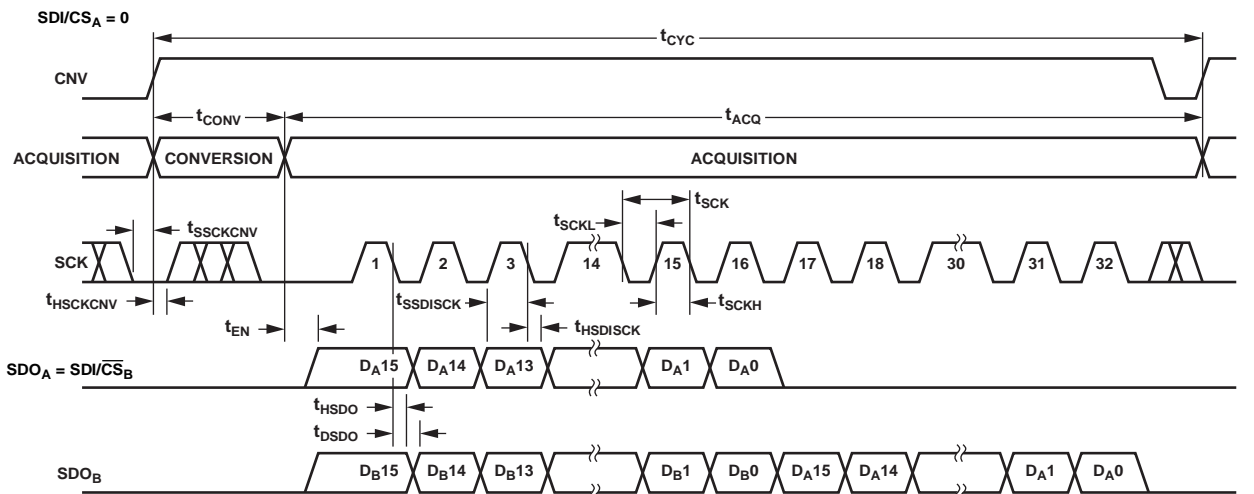 SDI/CSA = 0
tCYC
CNV
tCONV
tACQ
ACQUISITION
CONVERSION
ACQUISITION
tSCK
tSCKL
tSSCKCNV
SCK
1 2 3 14 15 16 17 18 30 31 32
tHSCKCNV
tSSDISCK
tSCKH
tEN
tHSDISCK
SDOA = SDI/CSB
DA15 DA14 DA13 DA1 DA0
tHSDO
tDSDO
SDOB
DB15 DB14 DB13 DB1 DB0 DA15 DA14 DA1 DA0